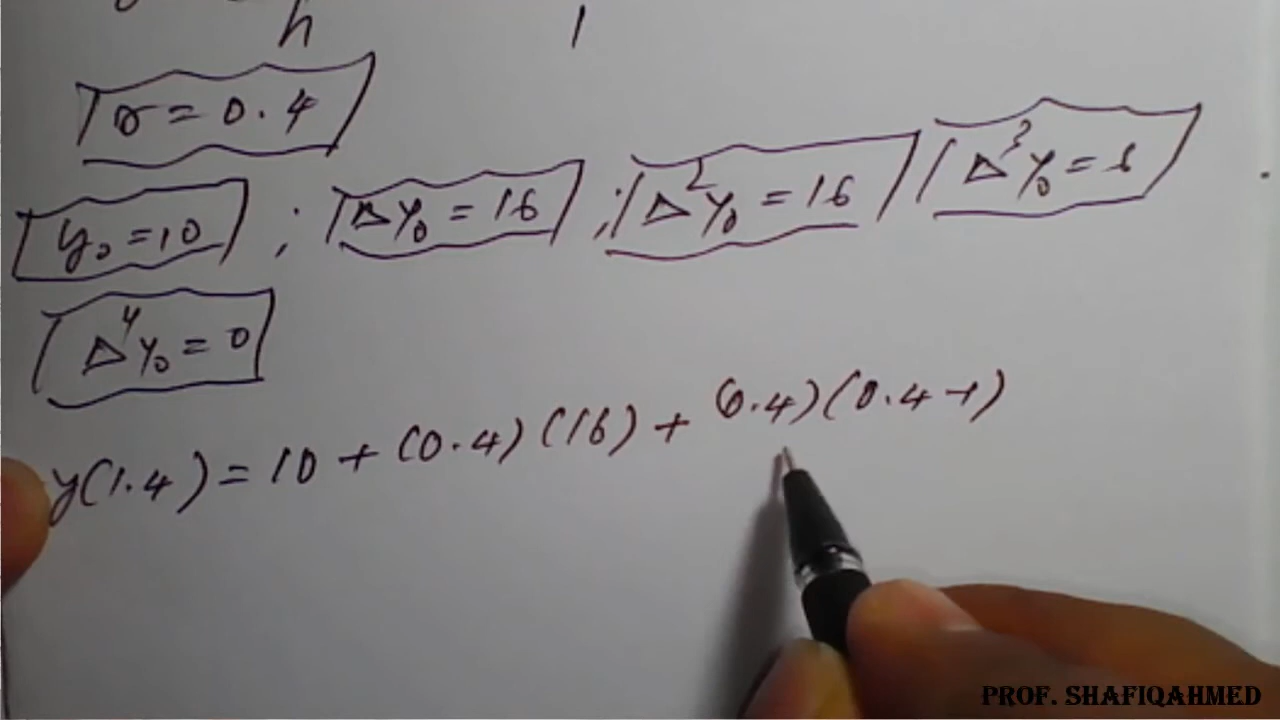 h 1
r = 0.4
y₀ = 10 ; Δy₀ = 16 ; Δ²y₀ = 16 Δ³y₀ = 6
Δ⁴y₀ = 0
y(1.4) = 10 + (0.4)(16) + (0.4)(0.4-1)
PROF. SHAFIQAHMED